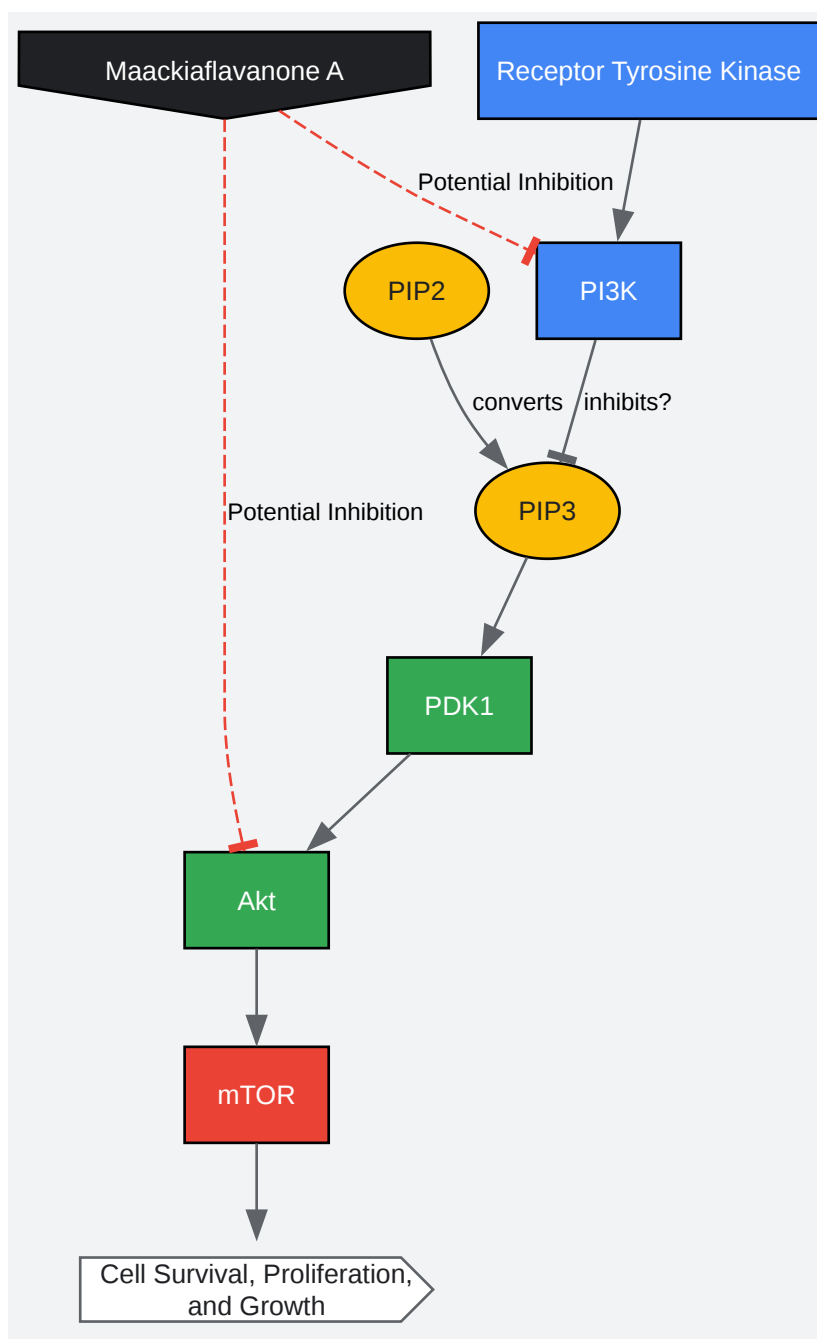 Maackiaflavanone A
Receptor Tyrosine Kinase
Potential Inhibition
PIP2
PI3K
converts
inhibits?
Potential Inhibition
PIP3
PDK1
Akt
mTOR
Cell Survival, Proliferation,
and Growth